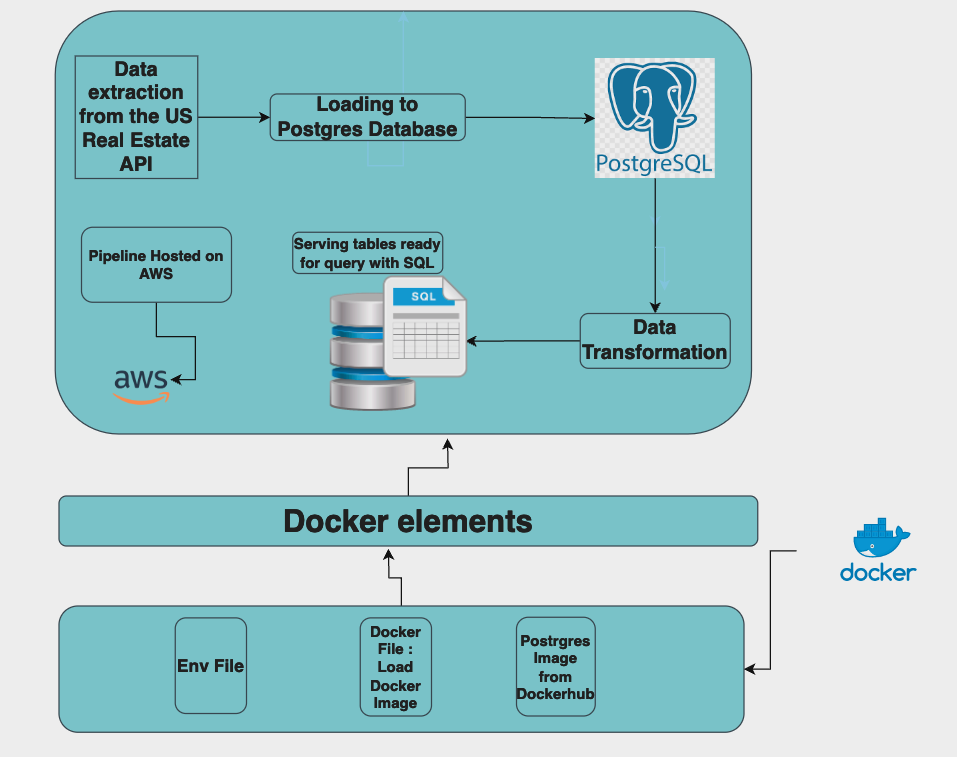 Data
extraction
from the US
Real Estate
API
Loading to
Postgres Database
PostgreSQL
Pipeline Hosted on
AWS
Serving tables ready
for query with SQL
SQL
Data
Transformation
aws
Docker elements
docker
Env File
Docker
File :
Load
Docker
Image
Postrgres
Image
from
Dockerhub